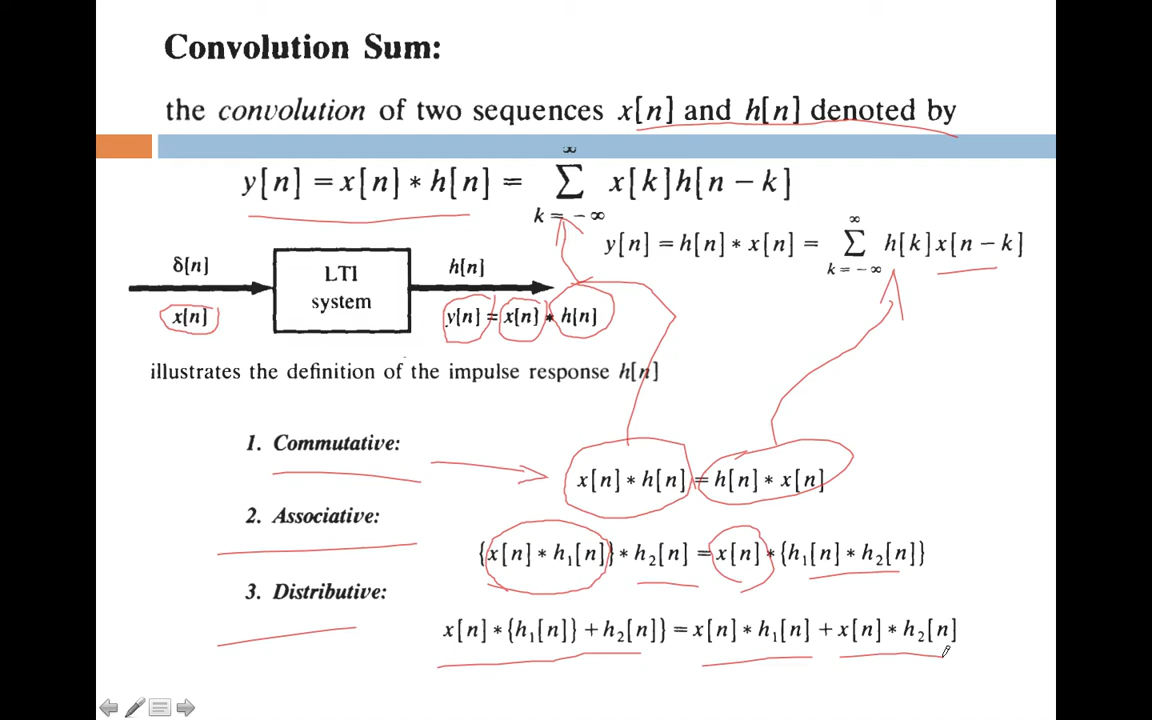 Convolution Sum:
the convolution of two sequences x[n] and h[n] denoted by
y[n] = x[n] * h[n] = ∑_{k = −∞}^{∞} x[k]h[n − k]
y[n] = h[n] * x[n] = ∑_{k = −∞}^{∞} h[k]x[n − k]
δ[n]
LTI
system
h[n]
x[n]
y[n] = x[n] * h[n]
illustrates the definition of the impulse response h[n]
1. Commutative:
x[n] * h[n] = h[n] * x[n]
2. Associative:
{x[n] * h₁[n]} * h₂[n] = x[n] * {h₁[n] * h₂[n]}
3. Distributive:
x[n] * {h₁[n]} + h₂[n]} = x[n] * h₁[n] + x[n] * h₂[n]